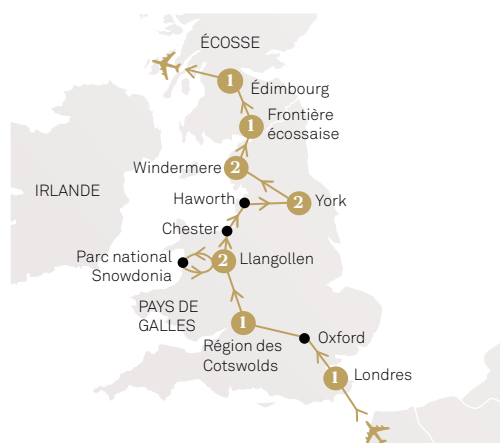 ÉCOSSE
1
Édimbourg
1
Frontière
écossaise
Windermere
2
IRLANDE
Haworth
2
York
Chester
Parc national
Snowdonia
2
Llangollen
PAYS DE
GALLES
1
Région des
Cotswolds
Oxford
1
Londres